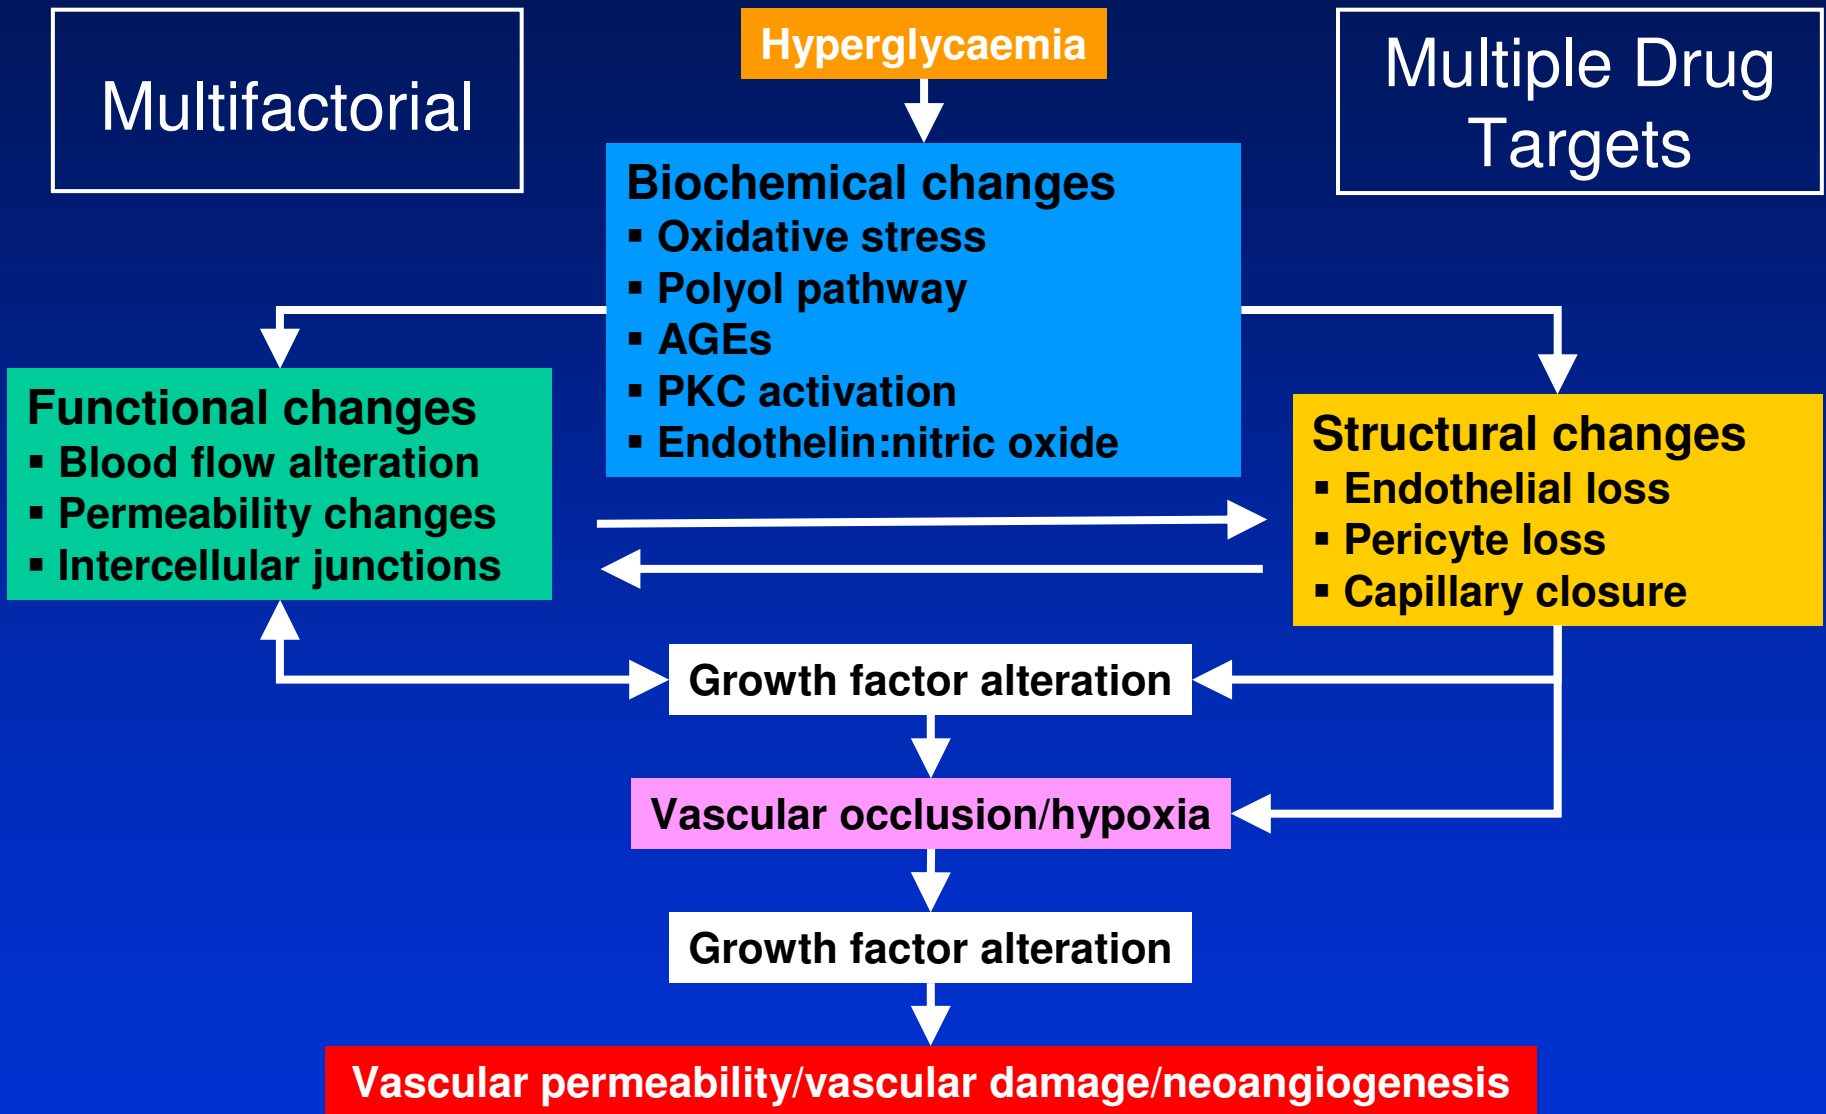 Multifactorial
Hyperglycaemia
Multiple Drug
Targets
Biochemical changes
▪ Oxidative stress
▪ Polyol pathway
▪ AGEs
▪ PKC activation
▪ Endothelin:nitric oxide
Functional changes
▪ Blood flow alteration
▪ Permeability changes
▪ Intercellular junctions
Structural changes
▪ Endothelial loss
▪ Pericyte loss
▪ Capillary closure
Growth factor alteration
Vascular occlusion/hypoxia
Growth factor alteration
Vascular permeability/vascular damage/neoangiogenesis